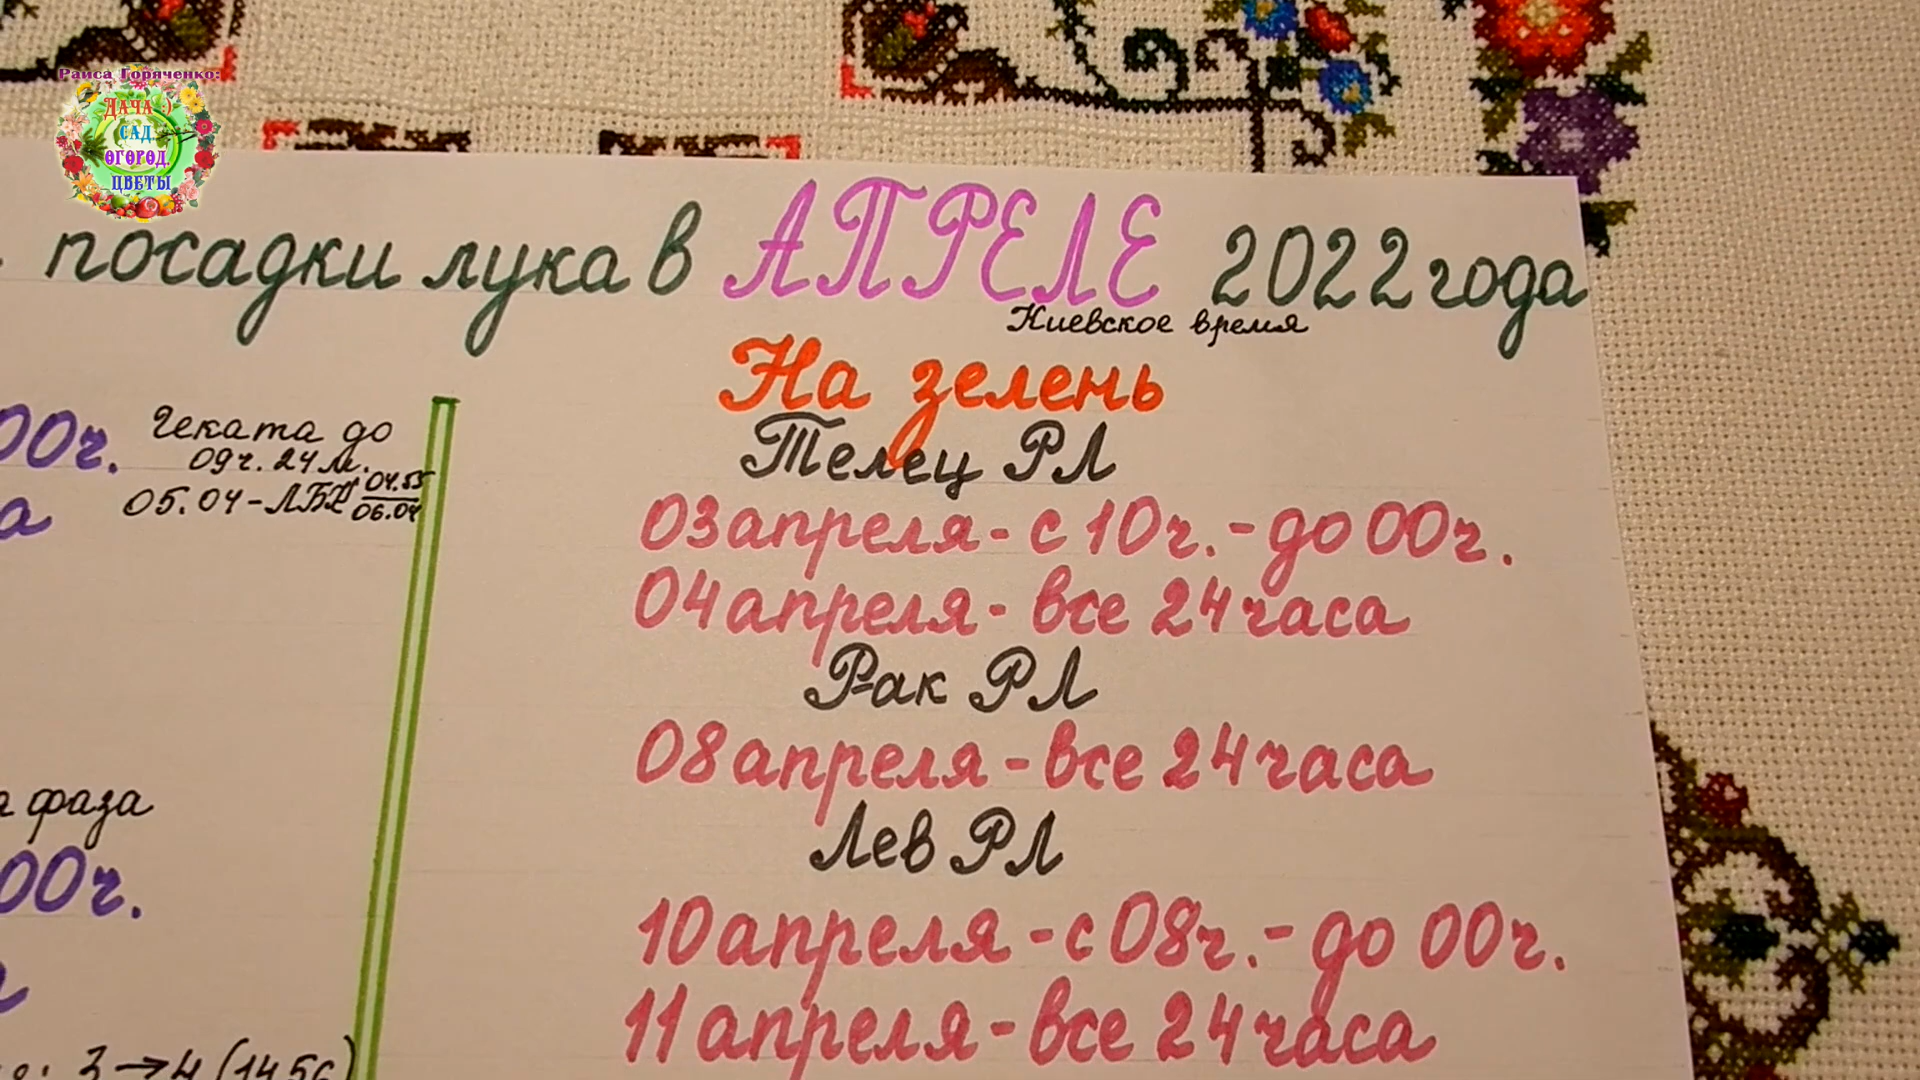 Раиса Горяченко:
ДАЧА :)
САД
ОГОРОД,
ЦВЕТЫ
посадки лука в АПРЕЛЕ 2022 года
Киевское время
00ч. Геката до
09ч. 24м.
05.04-ЛБД 04.55
06.04
а
фаза
00ч.
3→4 (14 56)
На зелень
Телец РЛ
03 апреля - с 10ч. - до 00ч.
04 апреля - все 24 часа
Рак РЛ
08 апреля - все 24 часа
Лев РЛ
10 апреля - с 08ч. - до 00ч.
11 апреля - все 24 часа